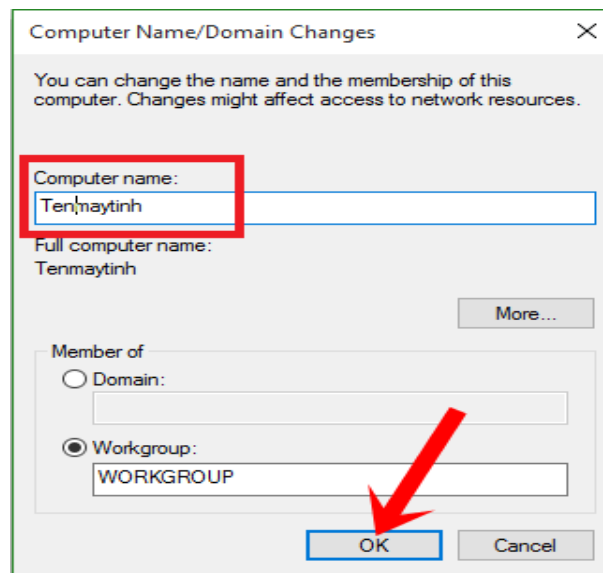 Computer Name/Domain Changes
You can change the name and the membership of this
computer. Changes might affect access to network resources.
Computer name:
Tenmaytinh
Full computer name:
Tenmaytinh
More...
Member of
Domain:
Workgroup:
WORKGROUP
OK
Cancel